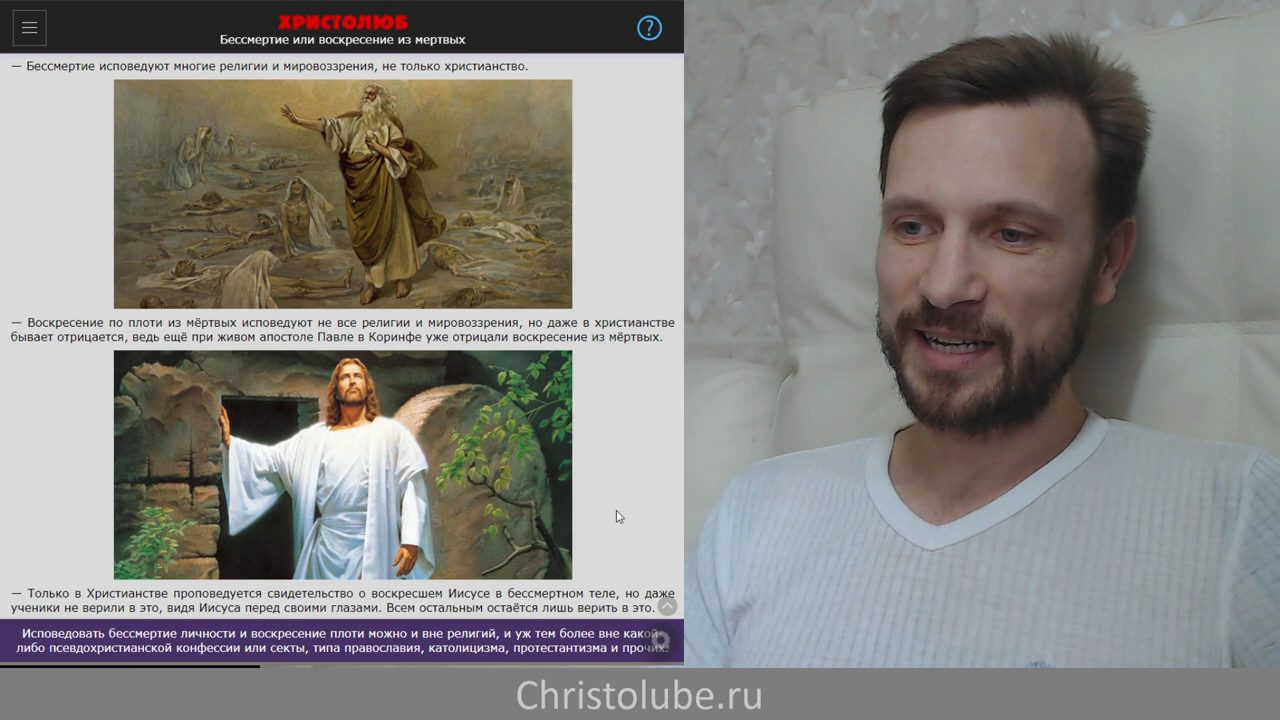 ХРИСТОЛЮБ
Бессмертие или воскресение из мертвых
?
— Бессмертие исповедуют многие религии и мировоззрения, не только христианство.
— Воскресение по плоти из мёртвых исповедуют не все религии и мировоззрения, но даже в христианстве
бывает отрицается, ведь ещё при живом апостоле Павле в Коринфе уже отрицали воскресение из мёртвых.
— Только в Христианстве проповедуется свидетельство о воскресшем Иисусе в бессмертном теле, но даже
ученики не верили в это, видя Иисуса перед своими глазами. Всем остальным остаётся лишь верить в это.
Исповедовать бессмертие личности и воскресение плоти можно и вне религий, и уж тем более вне какой-
либо псевдохристианской конфессии или секты, типа православия, католицизма, протестантизма и прочих.
Christolube.ru